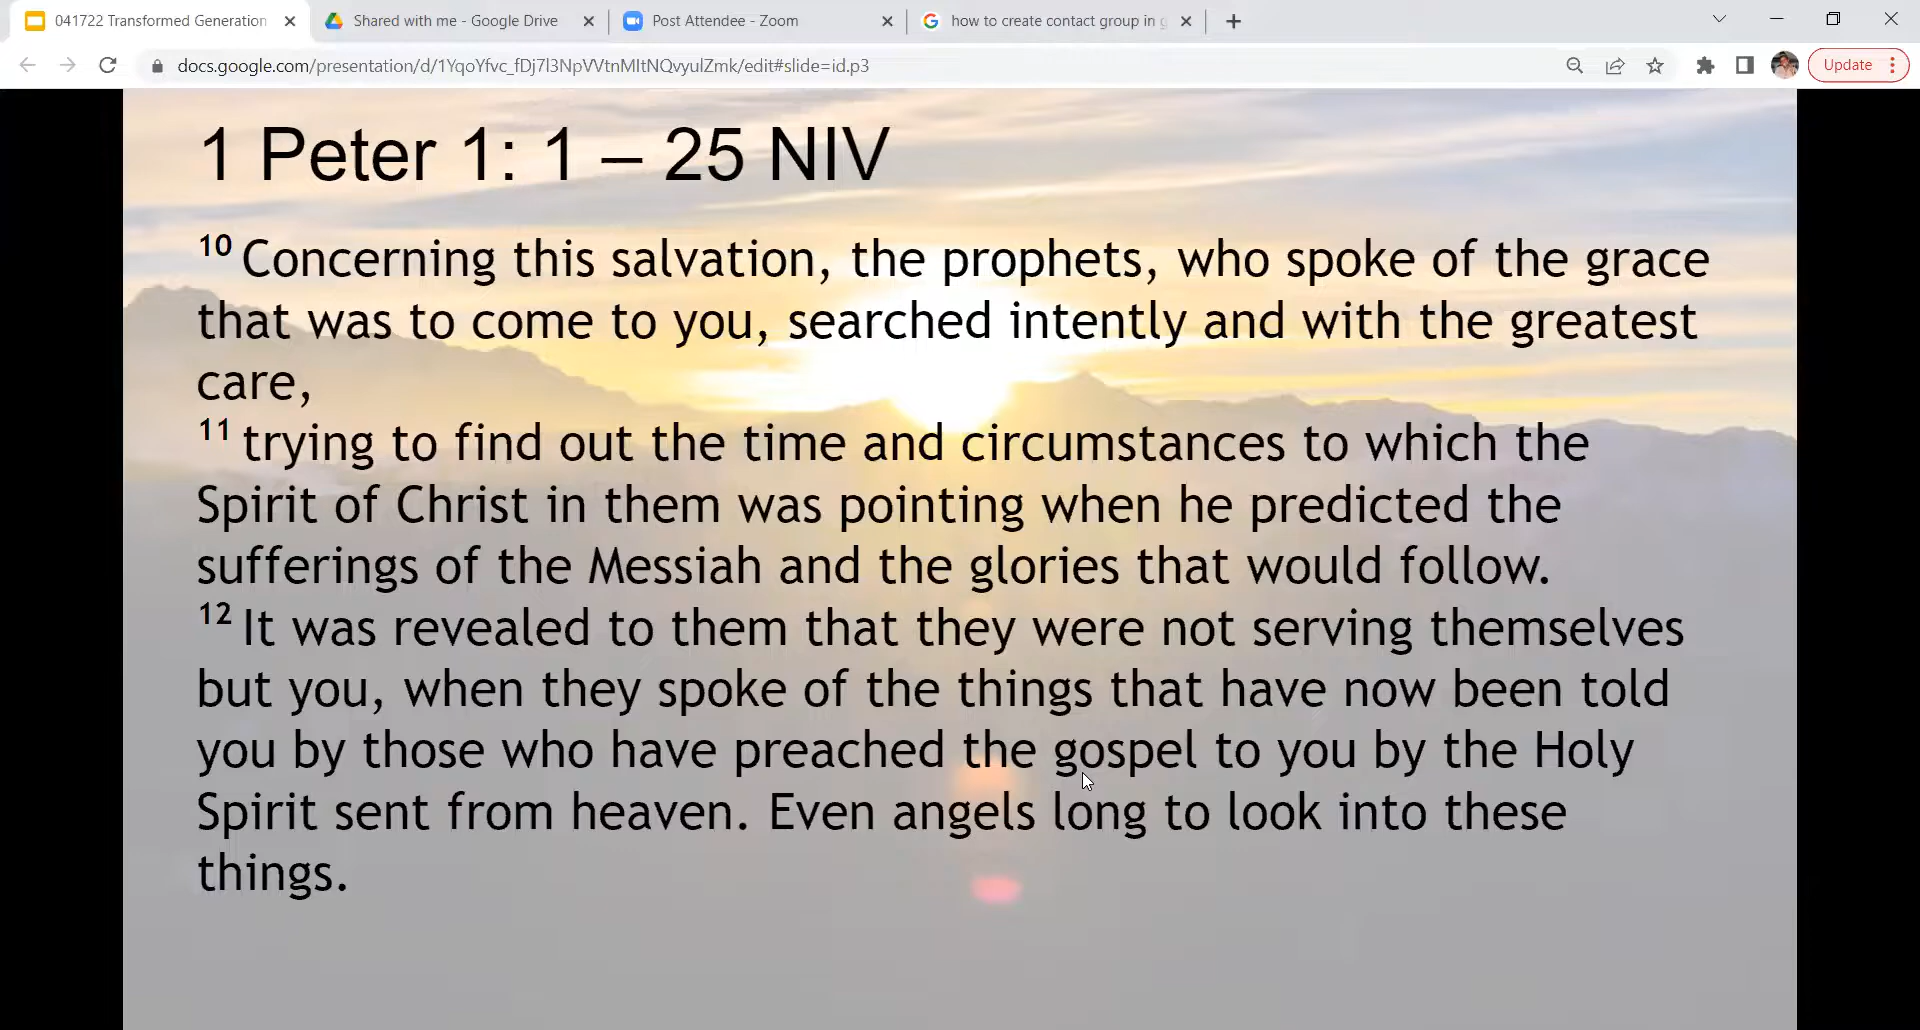 041722 Transformed Generation
Shared with me - Google Drive
Post Attendee - Zoom
how to create contact group in
docs.google.com/presentation/d/1YqoYfvc_fDj7l3NpVVtnMItNQvyulZmk/edit#slide=id.p3
Update
1 Peter 1: 1 – 25 NIV
10 Concerning this salvation, the prophets, who spoke of the grace
that was to come to you, searched intently and with the greatest
care,
11 trying to find out the time and circumstances to which the
Spirit of Christ in them was pointing when he predicted the
sufferings of the Messiah and the glories that would follow.
12 It was revealed to them that they were not serving themselves
but you, when they spoke of the things that have now been told
you by those who have preached the gospel to you by the Holy
Spirit sent from heaven. Even angels long to look into these
things.